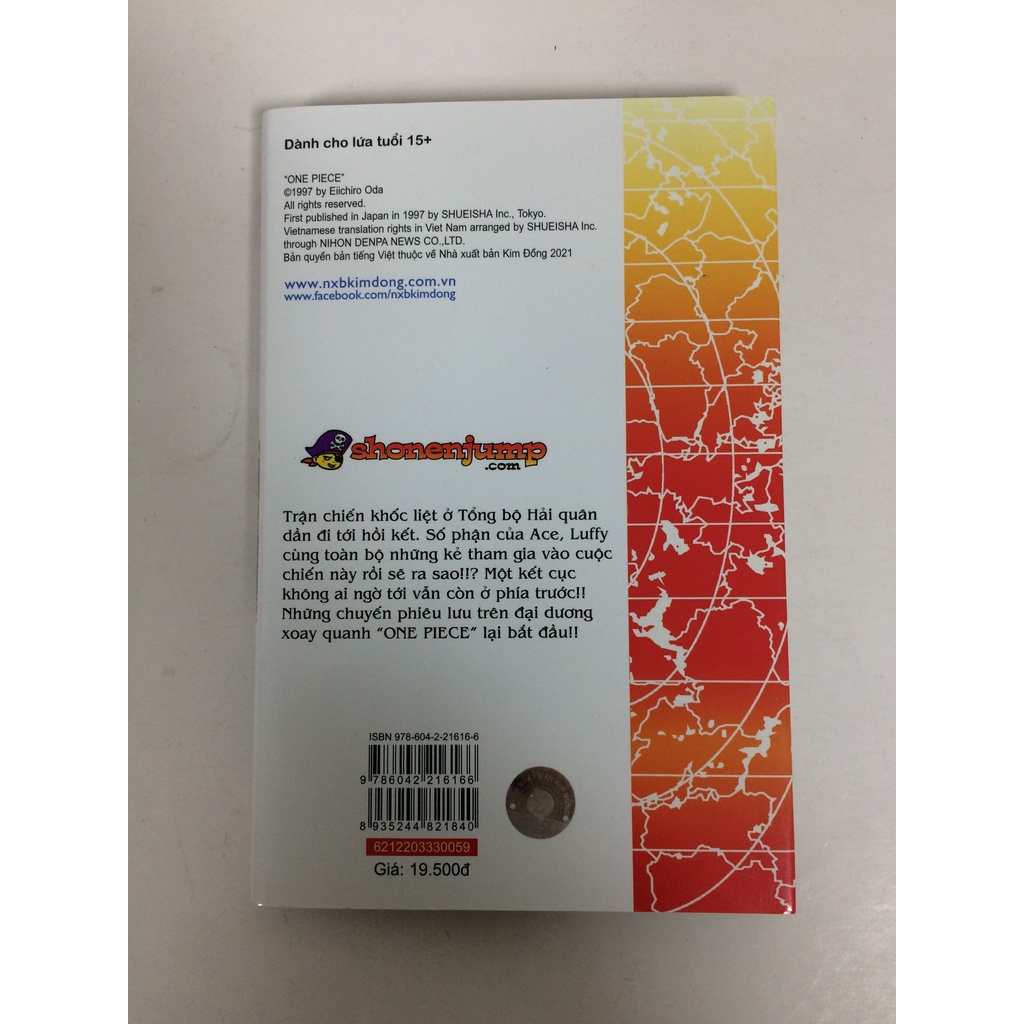 Dành cho lứa tuổi 15+
"ONE PIECE"
©1997 by Eiichiro Oda
All rights reserved.
First published in Japan in 1997 by SHUEISHA Inc., Tokyo.
Vietnamese translation rights in Viet Nam arranged by SHUEISHA Inc.
through NIHON DENPA NEWS CO.,LTD.
Bản quyền bản tiếng Việt thuộc về Nhà xuất bản Kim Đồng 2021
www.nxbkimdong.com.vn
www.facebook.com/nxbkimdong
shonenjump
.com
Trận chiến khốc liệt ở Tổng bộ Hải quân
dần đi tới hồi kết. Số phận của Ace, Luffy
cùng toàn bộ những kẻ tham gia vào cuộc
chiến này rồi sẽ ra sao!!? Một kết cục
không ai ngờ tới vẫn còn ở phía trước!!
Những chuyến phiêu lưu trên đại dương
xoay quanh "ONE PIECE" lại bắt đầu!!
ISBN 978-604-2-21616-6
9 786042 216166
8 935244 821840
6212203330059
Giá: 19.500đ